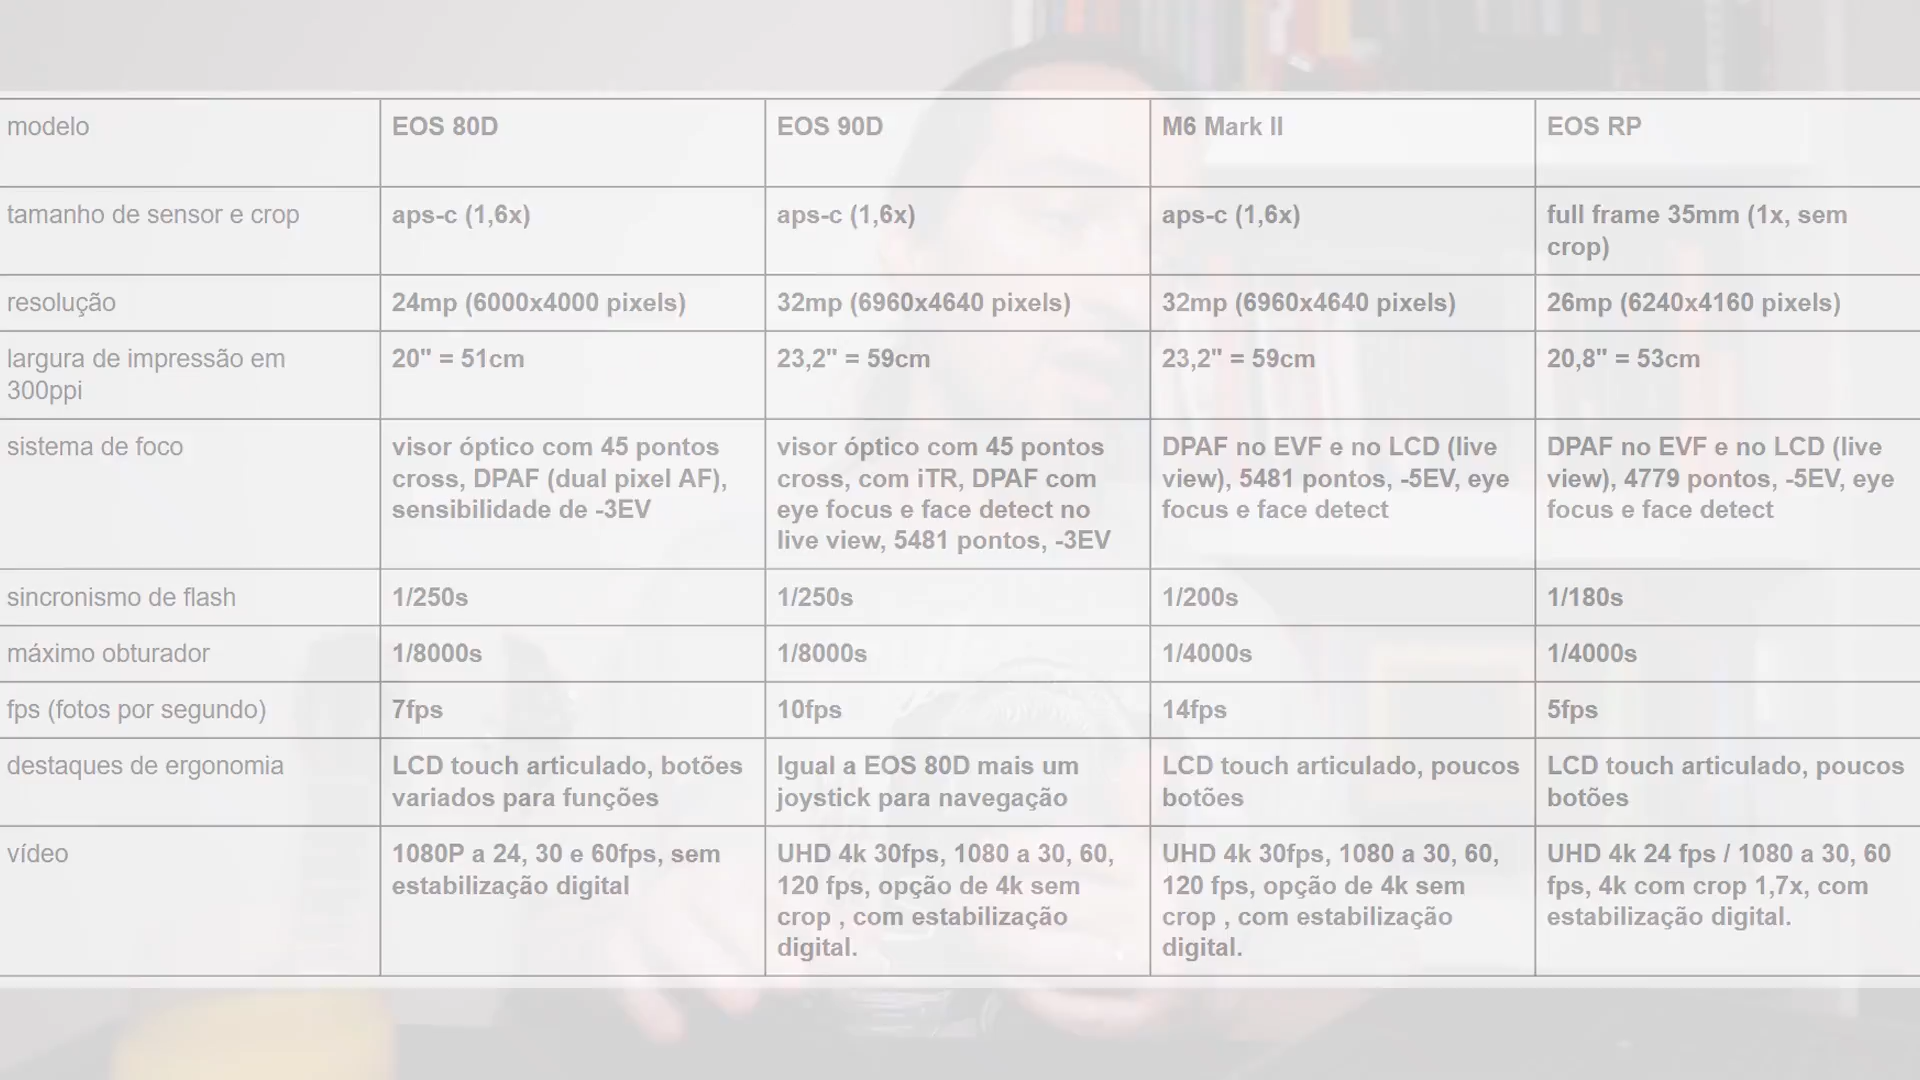 modelo
EOS 80D
EOS 90D
M6 Mark II
EOS RP
tamanho de sensor e crop
aps-c (1,6x)
aps-c (1,6x)
aps-c (1,6x)
full frame 35mm (1x, sem
crop)
resolução
24mp (6000x4000 pixels)
32mp (6960x4640 pixels)
32mp (6960x4640 pixels)
26mp (6240x4160 pixels)
largura de impressão em
300ppi
20" = 51cm
23,2" = 59cm
23,2" = 59cm
20,8" = 53cm
sistema de foco
visor óptico com 45 pontos
cross, DPAF (dual pixel AF),
sensibilidade de -3EV
visor óptico com 45 pontos
cross, com iTR, DPAF com
eye focus e face detect no
live view, 5481 pontos, -3EV
DPAF no EVF e no LCD (live
view), 5481 pontos, -5EV, eye
focus e face detect
DPAF no EVF e no LCD (live
view), 4779 pontos, -5EV, eye
focus e face detect
sincronismo de flash
1/250s
1/250s
1/200s
1/180s
máximo obturador
1/8000s
1/8000s
1/4000s
1/4000s
fps (fotos por segundo)
7fps
10fps
14fps
5fps
destaques de ergonomia
LCD touch articulado, botões
variados para funções
Igual a EOS 80D mais um
joystick para navegação
LCD touch articulado, poucos
botões
LCD touch articulado, poucos
botões
vídeo
1080P a 24, 30 e 60fps, sem
estabilização digital
UHD 4k 30fps, 1080 a 30, 60,
120 fps, opção de 4k sem
crop , com estabilização
digital.
UHD 4k 30fps, 1080 a 30, 60,
120 fps, opção de 4k sem
crop , com estabilização
digital.
UHD 4k 24 fps / 1080 a 30, 60
fps, 4k com crop 1,7x, com
estabilização digital.